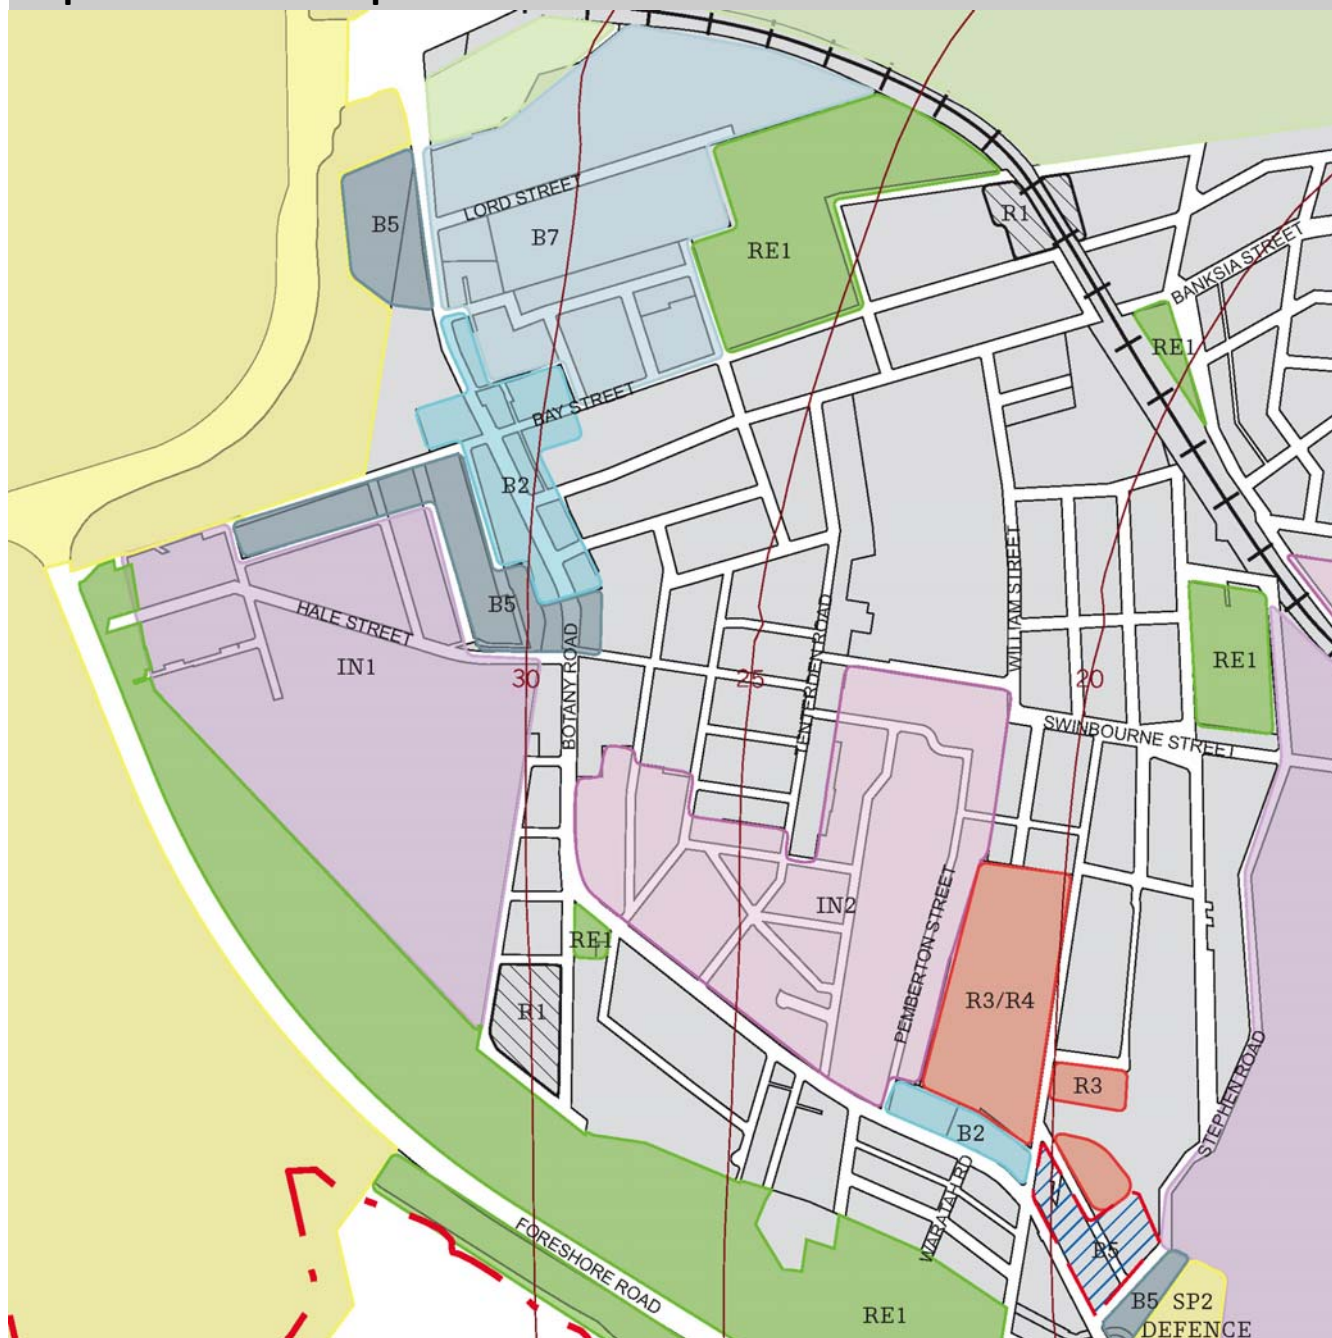 LORD STREET
B5
B7
R1
RE1
BANKSIA STREET
RE1
BAY STREET
B2
WILLIAM STREET
HALE STREET
B5
BOTANY ROAD
TENTERDEN ROAD
IN1
30
25
20
RE1
SWINBOURNE STREET
IN2
PEMBERTON STREET
RE1
R1
R3/R4
R3
STEPHEN ROAD
B2
WARATAH RD
FORESHORE ROAD
B5
RE1
B5
SP2
DEFENCE